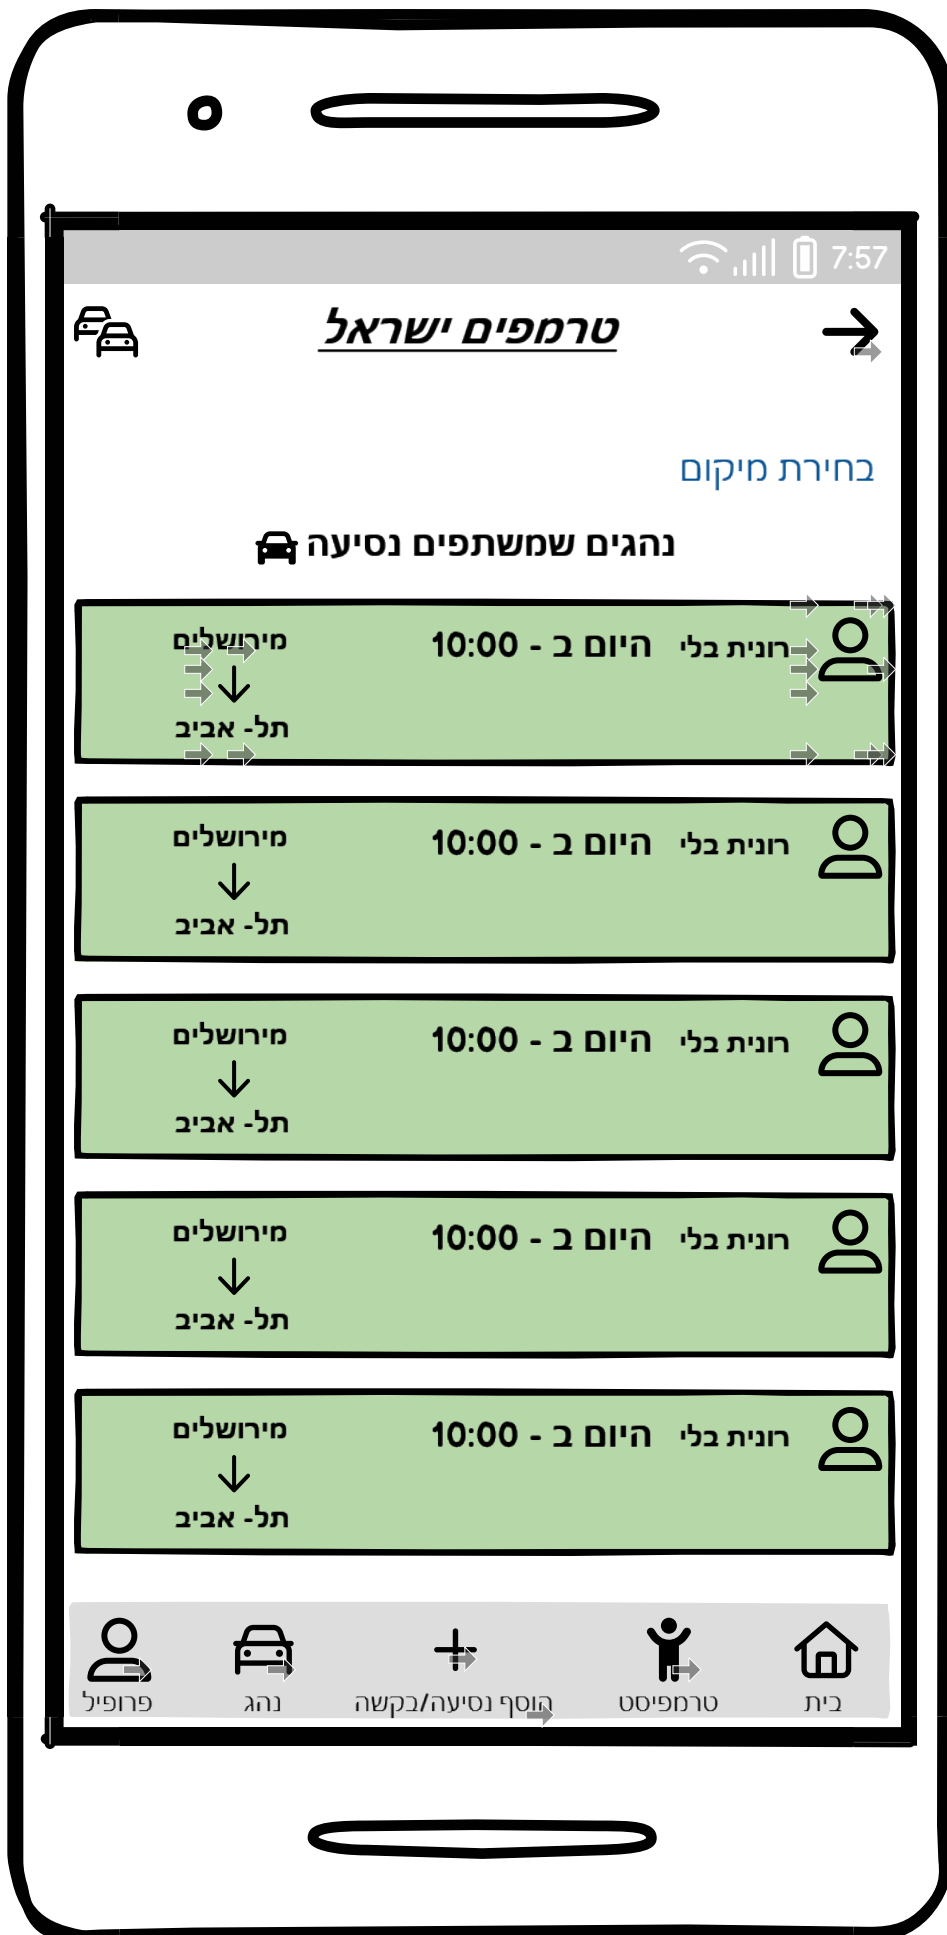 7:57
טרמפים ישראל
בחירת מיקום
נהגים שמשתפים נסיעה
רונית בלי היום ב - 10:00 מירושלים
תל- אביב
רונית בלי היום ב - 10:00 מירושלים
תל- אביב
רונית בלי היום ב - 10:00 מירושלים
תל- אביב
רונית בלי היום ב - 10:00 מירושלים
תל- אביב
רונית בלי היום ב - 10:00 מירושלים
תל- אביב
בית טרמפיסט הוסף נסיעה/בקשה נהג פרופיל